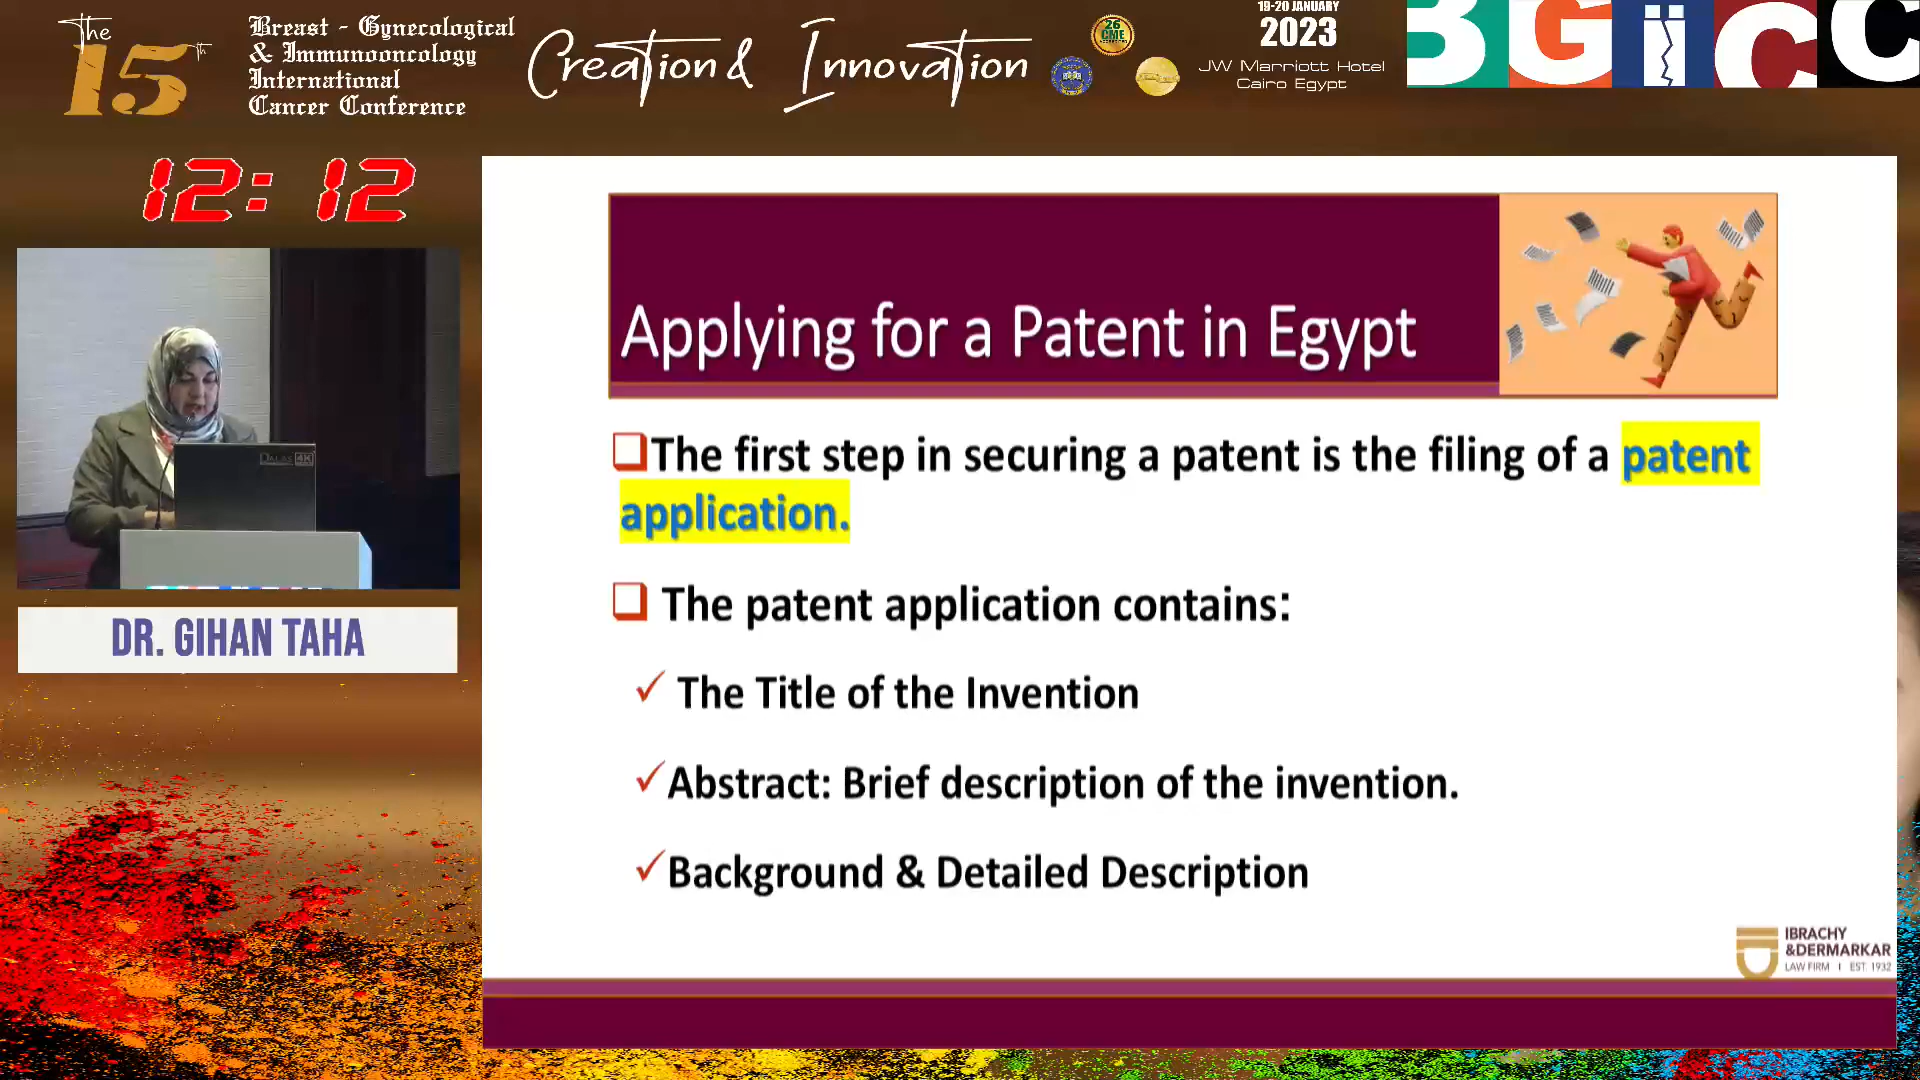 The 15th
Breast - Gynecological
& Immunooncology
International
Cancer Conference
Creation & Innovation
26
CME
19-20 JANUARY
2023
JW Marriott Hotel
Cairo Egypt
BGiCC
12:12
DALAS 4K
DR. GIHAN TAHA
Applying for a Patent in Egypt
The first step in securing a patent is the filing of a patent
application.
The patent application contains:
✓ The Title of the Invention
✓Abstract: Brief description of the invention.
✓Background & Detailed Description
IBRACHY
&DERMARKAR
LAW FIRM | EST. 1932